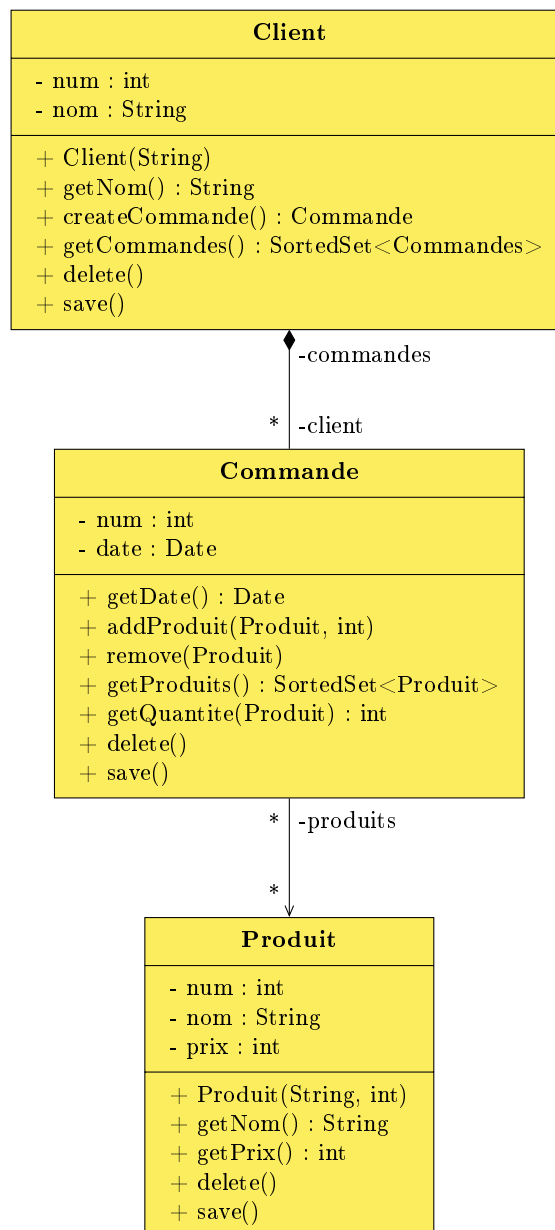 Client
- num : int
- nom : String
+ Client(String)
+ getNom() : String
+ createCommande() : Commande
+ getCommandes() : SortedSet<Commandes>
+ delete()
+ save()
-commandes
* -client
Commande
- num : int
- date : Date
+ getDate() : Date
+ addProduit(Produit, int)
+ remove(Produit)
+ getProduits() : SortedSet<Produit>
+ getQuantite(Produit) : int
+ delete()
+ save()
* -produits
*
Produit
- num : int
- nom : String
- prix : int
+ Produit(String, int)
+ getNom() : String
+ getPrix() : int
+ delete()
+ save()